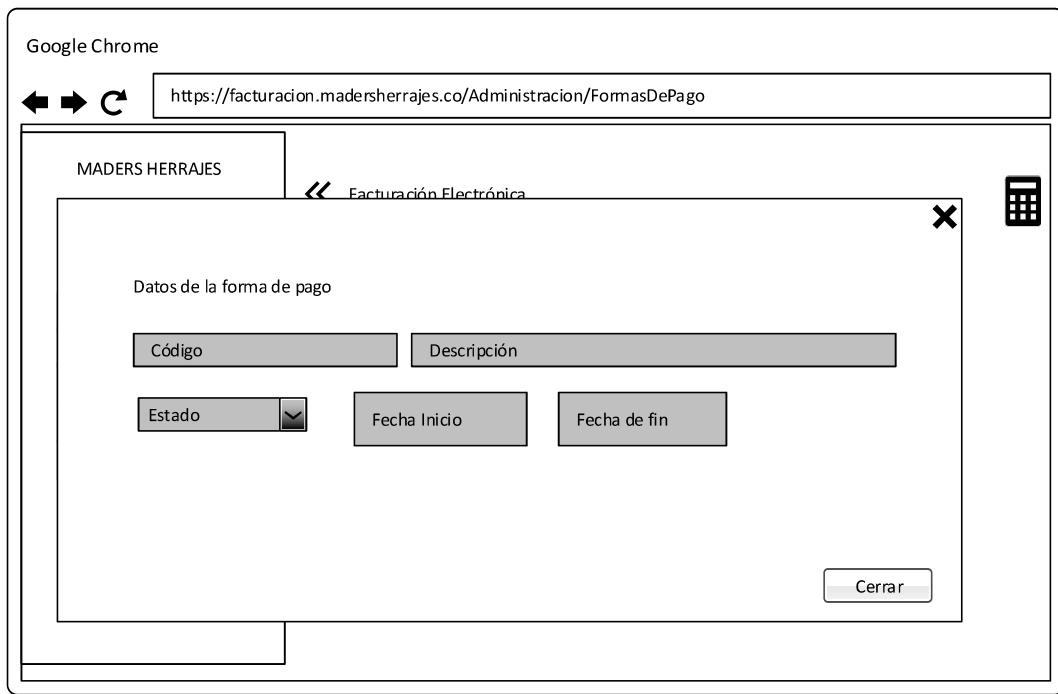 Google Chrome
https://facturacion.madersherrajes.co/Administracion/FormasDePago
MADERS HERRAJES
Facturación Electrónica
Datos de la forma de pago
Código
Descripción
Estado
Fecha Inicio
Fecha de fin
Cerrar